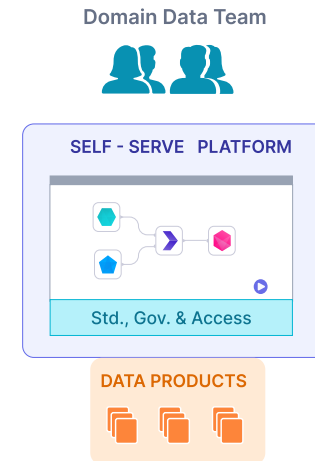 Domain Data Team
SELF - SERVE PLATFORM
Std., Gov. & Access
DATA PRODUCTS